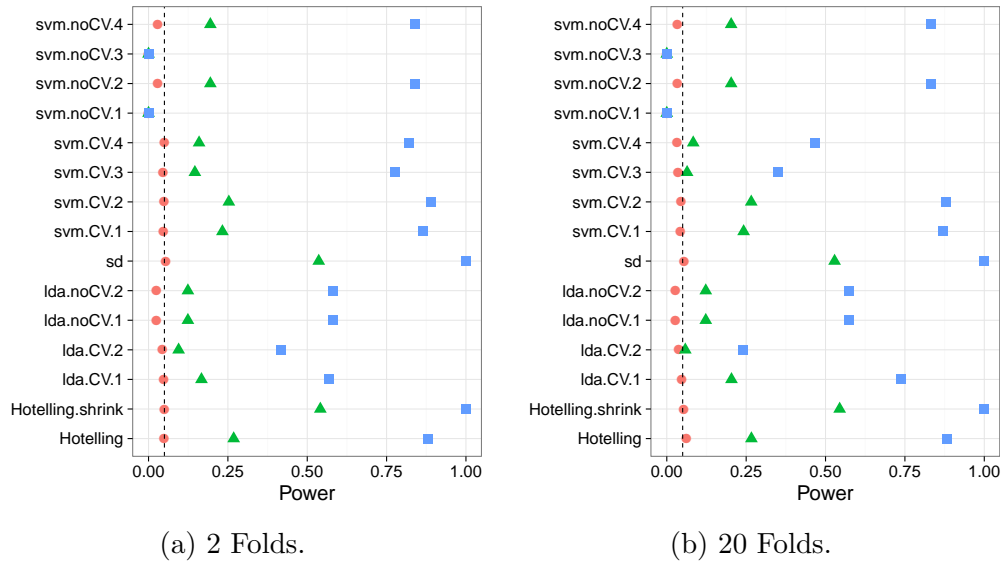 svm.noCV.4
svm.noCV.3
svm.noCV.2
svm.noCV.1
svm.CV.4
svm.CV.3
svm.CV.2
svm.CV.1
sd
lda.noCV.2
lda.noCV.1
lda.CV.2
lda.CV.1
Hotelling.shrink
Hotelling
0.00 0.25 0.50 0.75 1.00
Power
(a) 2 Folds.
svm.noCV.4
svm.noCV.3
svm.noCV.2
svm.noCV.1
svm.CV.4
svm.CV.3
svm.CV.2
svm.CV.1
sd
lda.noCV.2
lda.noCV.1
lda.CV.2
lda.CV.1
Hotelling.shrink
Hotelling
0.00 0.25 0.50 0.75 1.00
Power
(b) 20 Folds.